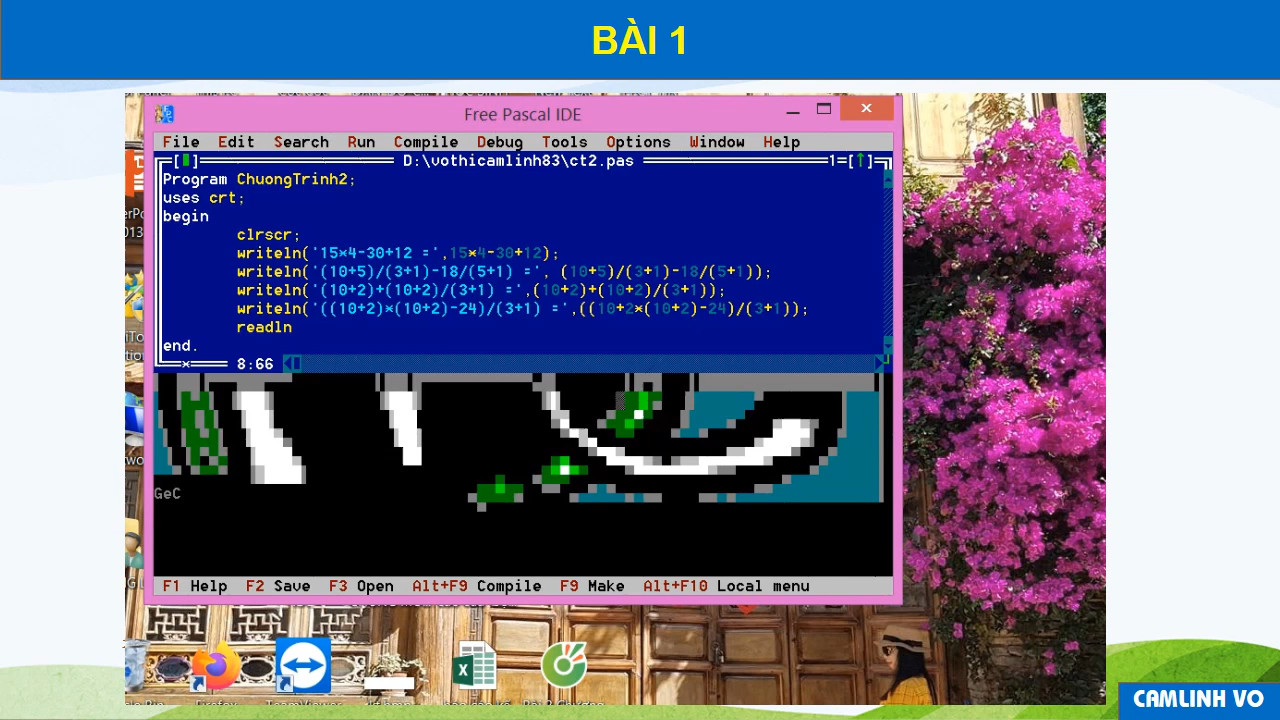 BÀI 1
Free Pascal IDE
File Edit Search Run Compile Debug Tools Options Window Help
D:\vothicamlinh83\ct2.pas 1=[↑]
Program ChuongTrinh2;
uses crt;
begin
clrscr;
writeln('15*4-30+12 =',15*4-30+12);
writeln('(10+5)/(3+1)-18/(5+1) =', (10+5)/(3+1)-18/(5+1));
writeln('(10+2)+(10+2)/(3+1) =',(10+2)+(10+2)/(3+1));
writeln('((10+2)*(10+2)-24)/(3+1) =',((10+2*(10+2)-24)/(3+1));
readln
end.
8:66
GeC
F1 Help F2 Save F3 Open Alt+F9 Compile F9 Make Alt+F10 Local menu
CAMLINH VO